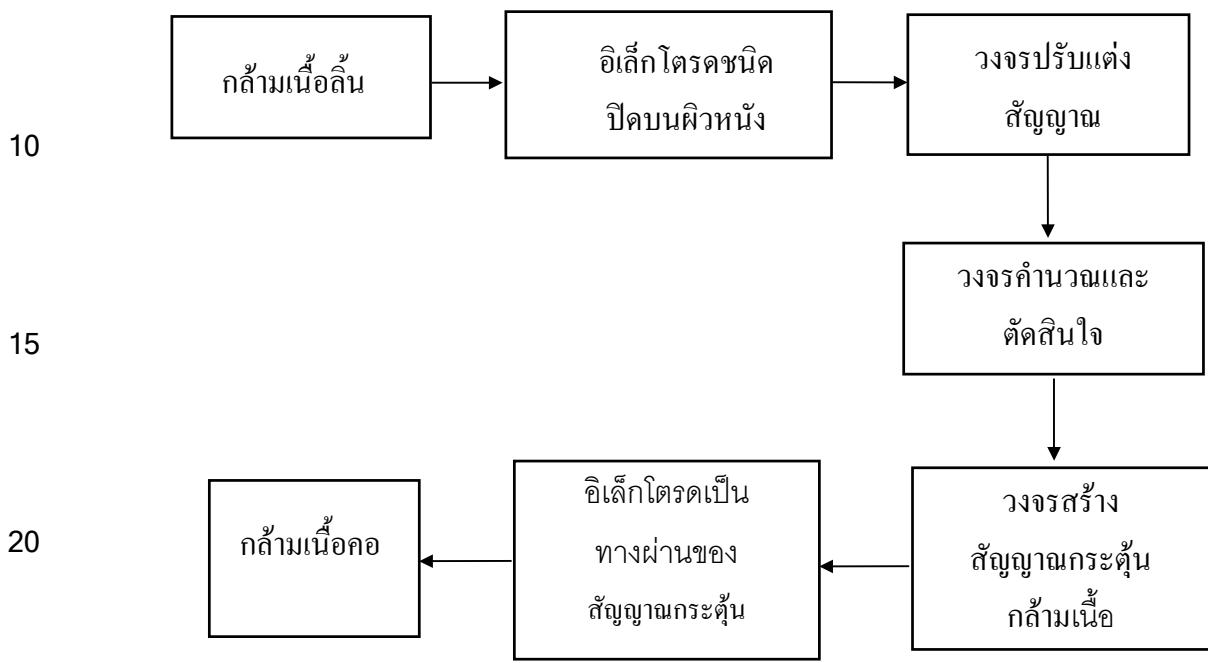 กล้ามเนื้อลิ้น
อิเล็กโตรดชนิด
ปิดบนผิวหนัง
วงจรปรับแต่ง
สัญญาณ
10
วงจรคำนวณและ
ตัดสินใจ
15
วงจรสร้าง
สัญญาณกระตุ้น
กล้ามเนื้อ
อิเล็กโตรดเป็น
ทางผ่านของ
สัญญาณกระตุ้น
กล้ามเนื้อคอ
20